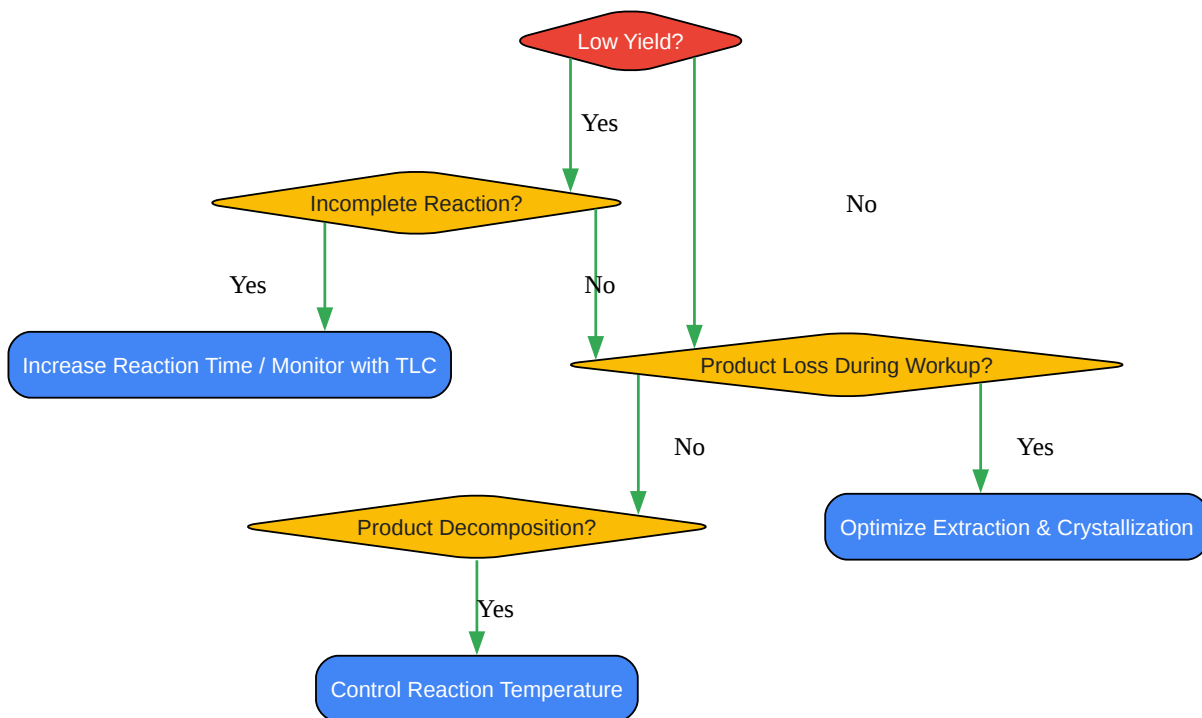 Low Yield?
Yes
Incomplete Reaction?
No
Yes
No
Increase Reaction Time / Monitor with TLC
Product Loss During Workup?
No
Yes
Product Decomposition?
Optimize Extraction & Crystallization
Yes
Control Reaction Temperature